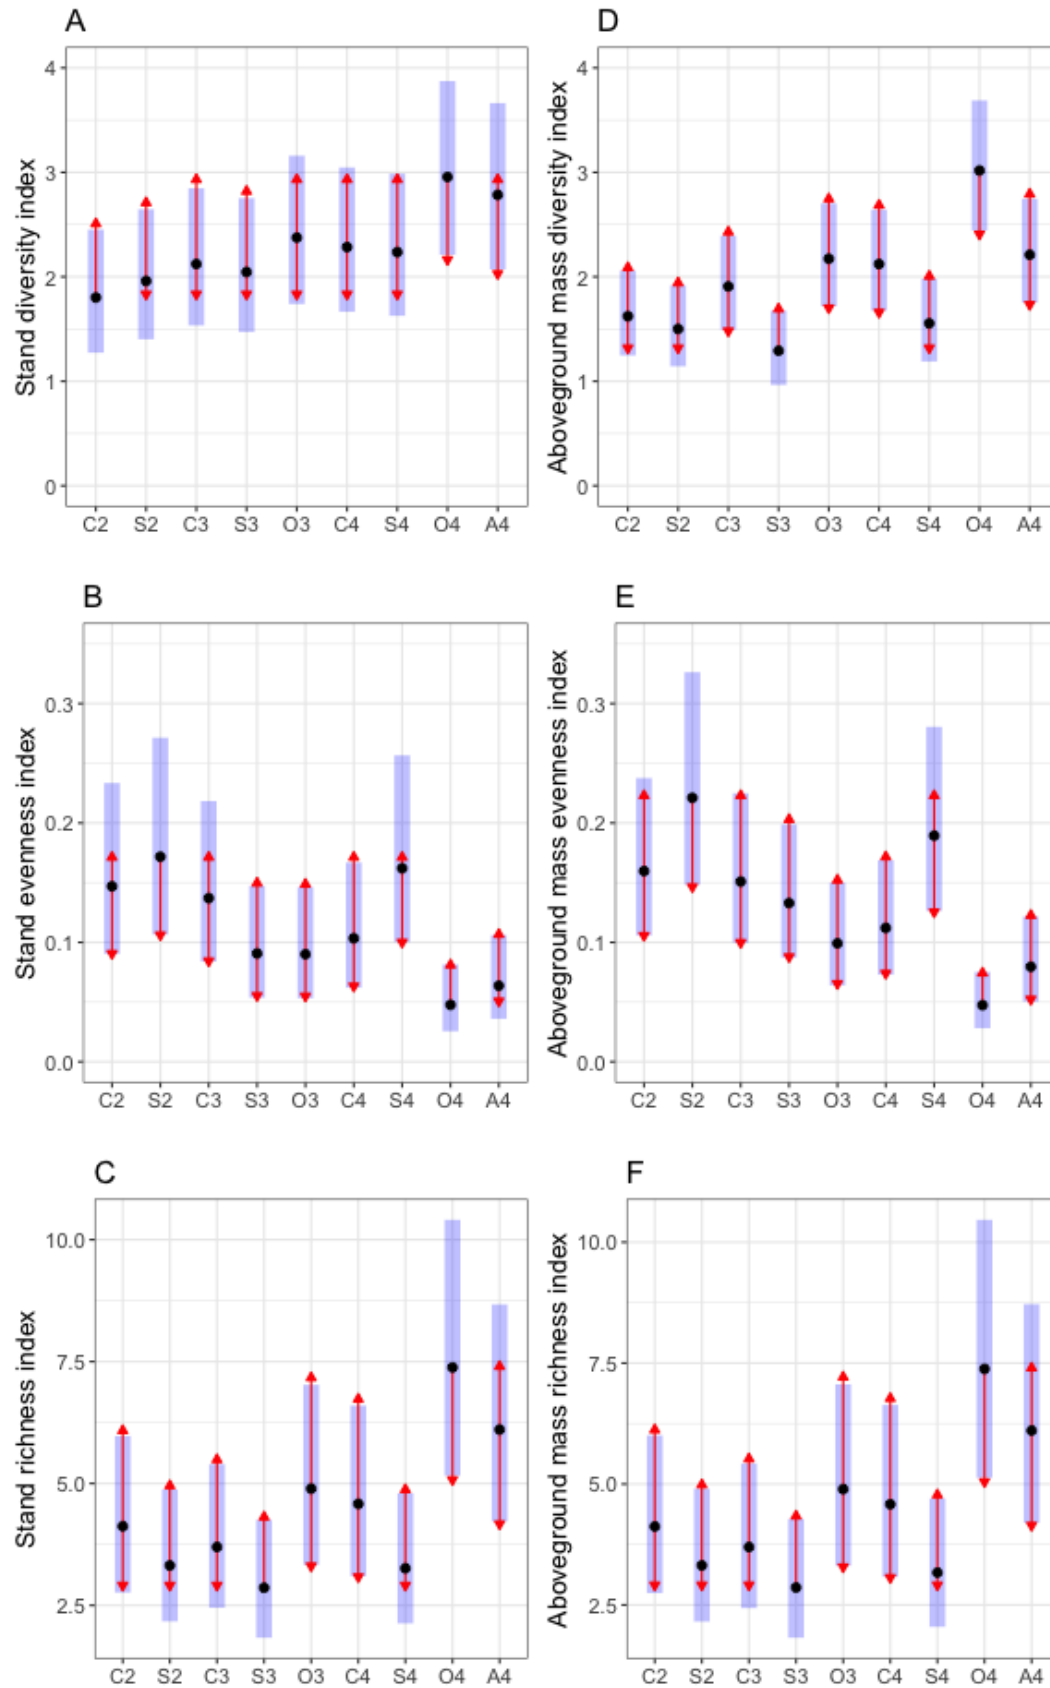 A
Stand diversity index
4
3
2
1
0
C2 S2 C3 S3 O3 C4 S4 O4 A4
D
Aboveground mass diversity index
4
3
2
1
0
C2 S2 C3 S3 O3 C4 S4 O4 A4
B
Stand evenness index
0.3
0.2
0.1
0.0
C2 S2 C3 S3 O3 C4 S4 O4 A4
E
Aboveground mass evenness index
0.3
0.2
0.1
0.0
C2 S2 C3 S3 O3 C4 S4 O4 A4
C
Stand richness index
10.0
7.5
5.0
2.5
C2 S2 C3 S3 O3 C4 S4 O4 A4
F
Aboveground mass richness index
10.0
7.5
5.0
2.5
C2 S2 C3 S3 O3 C4 S4 O4 A4